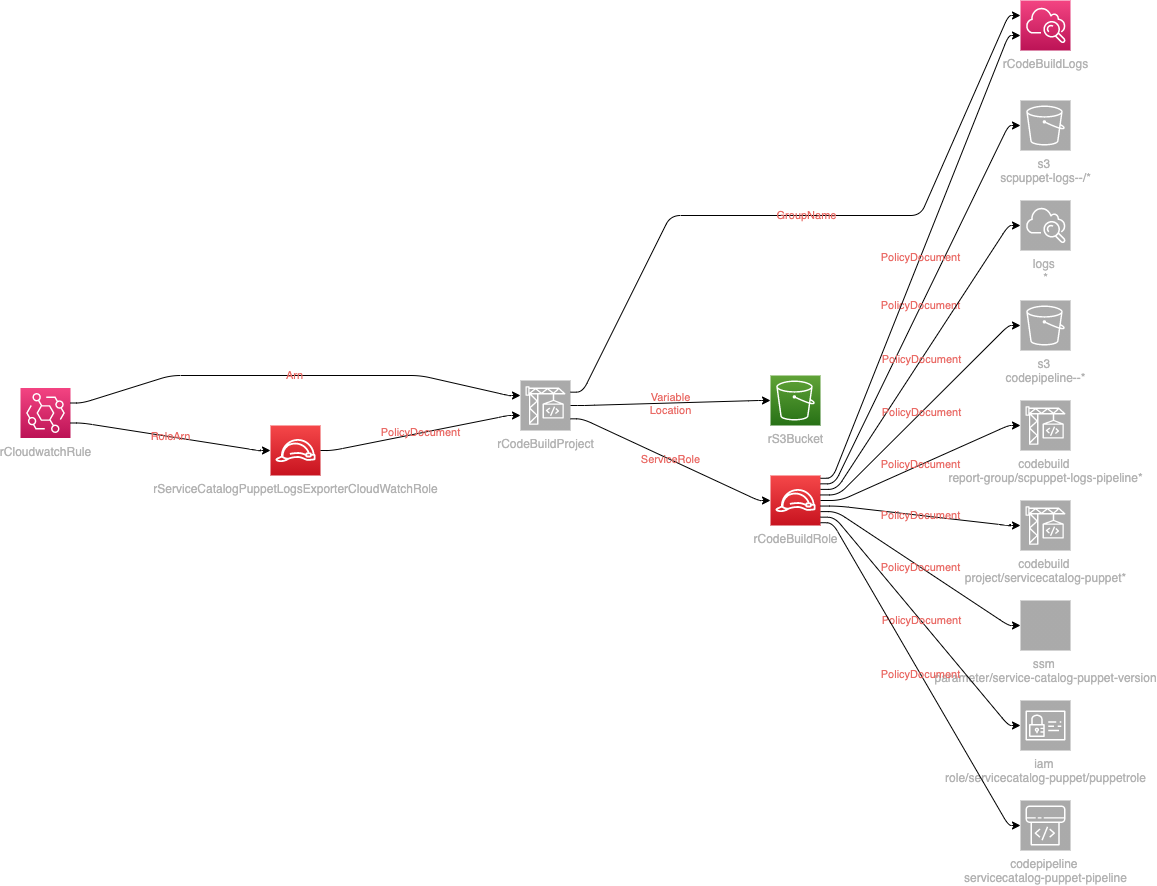 rCodeBuildLogs
s3
scpuppet-logs--/*
GroupName
PolicyDocument
logs
*
PolicyDocument
PolicyDocument
s3
codepipeline--*
Arn
Variable
Location
PolicyDocument
RoleArn
PolicyDocument
rCloudwatchRule
rCodeBuildProject
rS3Bucket
ServiceRole
PolicyDocument
codebuild
report-group/scpuppet-logs-pipeline*
rServiceCatalogPuppetLogsExporterCloudWatchRole
PolicyDocument
rCodeBuildRole
PolicyDocument
codebuild
project/servicecatalog-puppet*
PolicyDocument
ssm
parameter/service-catalog-puppet-version
PolicyDocument
iam
role/servicecatalog-puppet/puppetrole
codepipeline
servicecatalog-puppet-pipeline